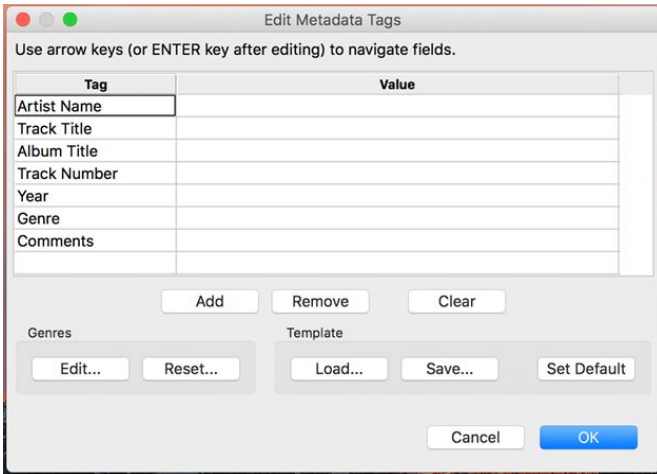 Edit Metadata Tags
Use arrow keys (or ENTER key after editing) to navigate fields.
Tag Value
Artist Name
Track Title
Album Title
Track Number
Year
Genre
Comments
Add Remove Clear
Genres Template
Edit... Reset... Load... Save... Set Default
Cancel OK